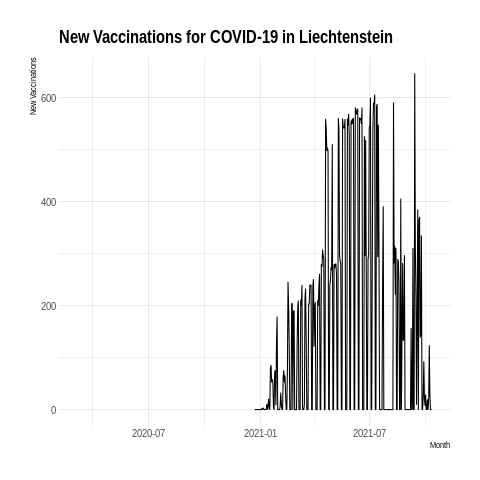 New Vaccinations for COVID-19 in Liechtenstein
New Vaccinations
600
400
200
0
2020-07 2021-01 2021-07
Month